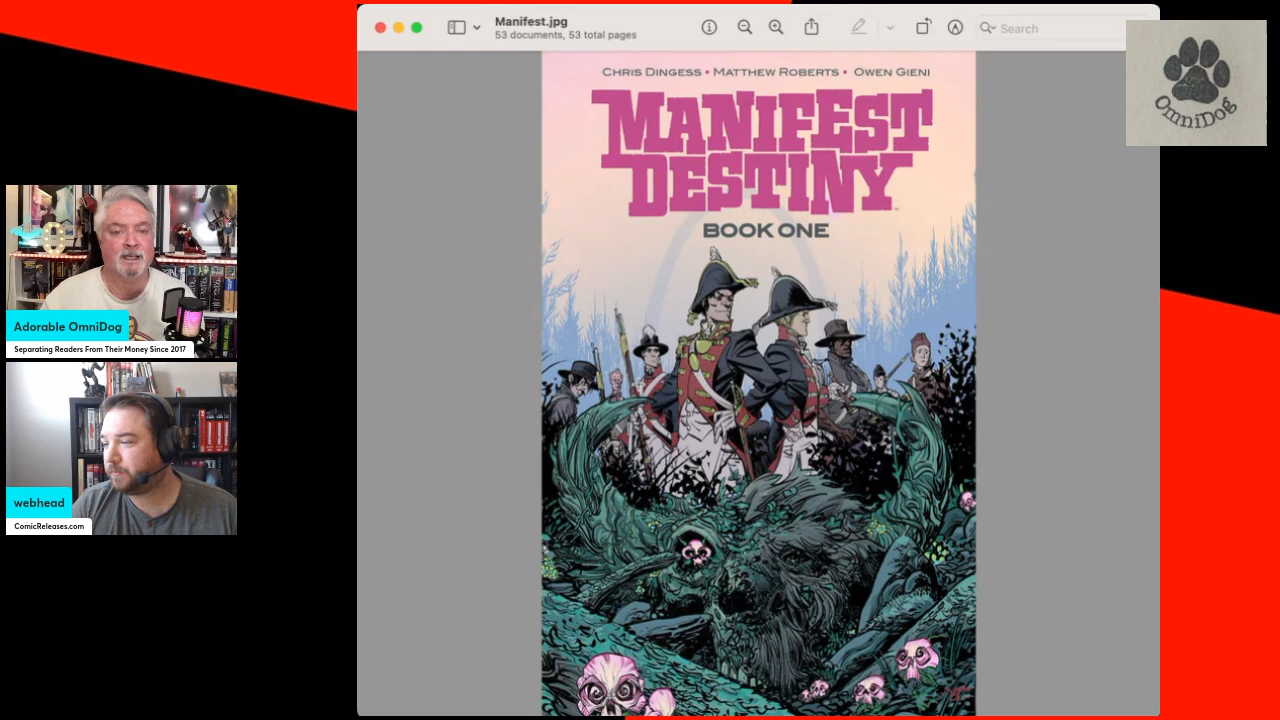 Manifest.jpg
53 documents, 53 total pages
Search
CHRIS DINGESS • MATTHEW ROBERTS • OWEN GIENI
MANIFEST
DESTINY
BOOK ONE
OmniDog
Adorable OmniDog
Separating Readers From Their Money Since 2017
webhead
ComicReleases.com